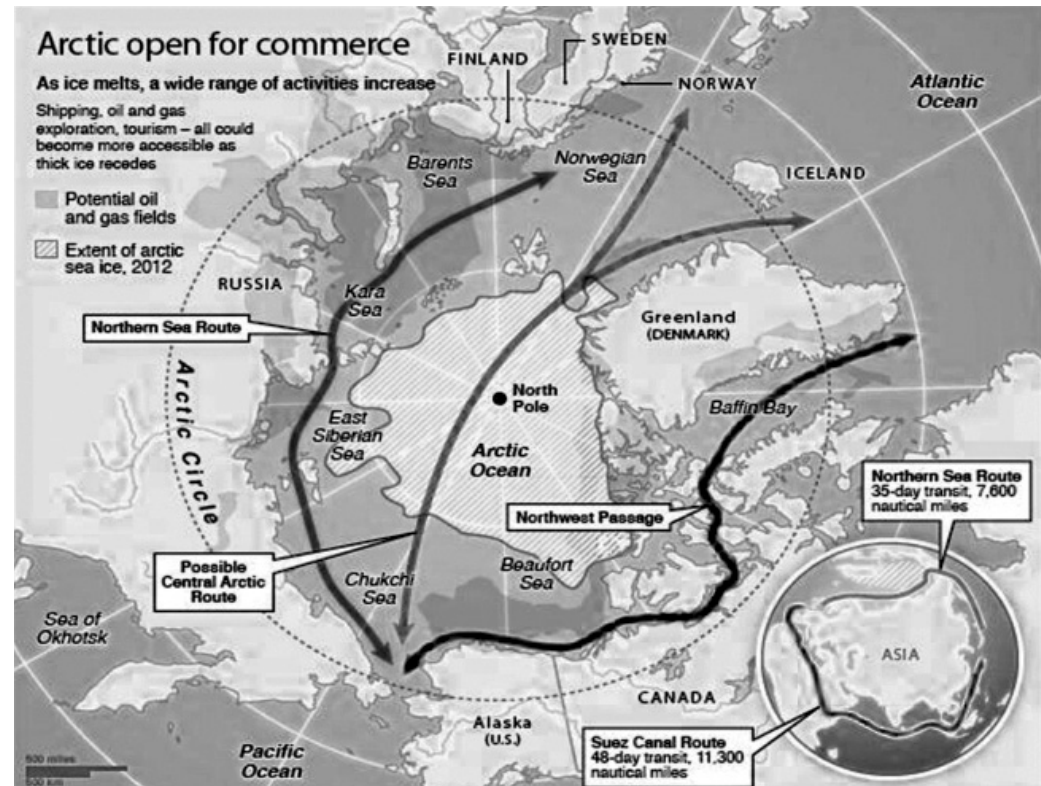 Arctic open for commerce
As ice melts, a wide range of activities increase
Shipping, oil and gas
exploration, tourism – all could
become more accessible as
thick ice recedes
Potential oil
and gas fields
Extent of arctic
sea ice, 2012
FINLAND
SWEDEN
NORWAY
Atlantic
Ocean
Barents
Sea
Norwegian
Sea
ICELAND
RUSSIA
Kara
Sea
Northern Sea Route
Greenland
(DENMARK)
Arctic Circle
North
Pole
Baffin Bay
East
Siberian
Sea
Arctic
Ocean
Northwest Passage
Northern Sea Route
35-day transit, 7,600
nautical miles
Possible
Central Arctic
Route
Chukchi
Sea
Beaufort
Sea
Sea of
Okhotsk
ASIA
CANADA
Alaska
(U.S.)
Suez Canal Route
48-day transit, 11,300
nautical miles
Pacific
Ocean
500 miles
500 km